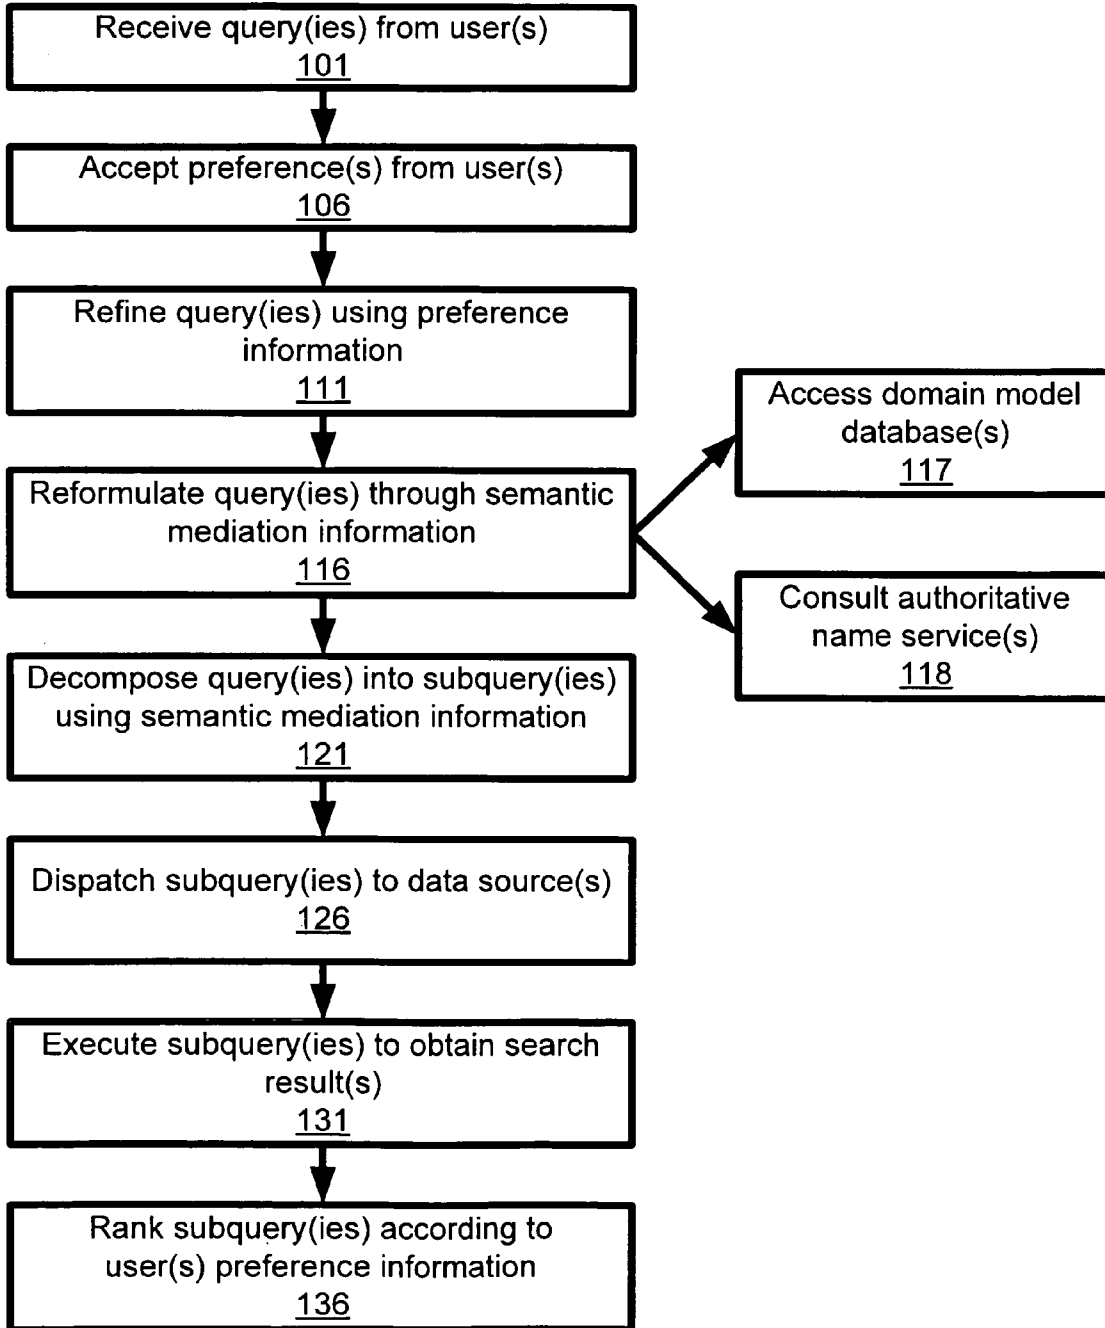 Receive query(ies) from user(s)
101
Accept preference(s) from user(s)
106
Refine query(ies) using preference
information
111
Reformulate query(ies) through semantic
mediation information
116
Access domain model
database(s)
117
Consult authoritative
name service(s)
118
Decompose query(ies) into subquery(ies)
using semantic mediation information
121
Dispatch subquery(ies) to data source(s)
126
Execute subquery(ies) to obtain search
result(s)
131
Rank subquery(ies) according to
user(s) preference information
136